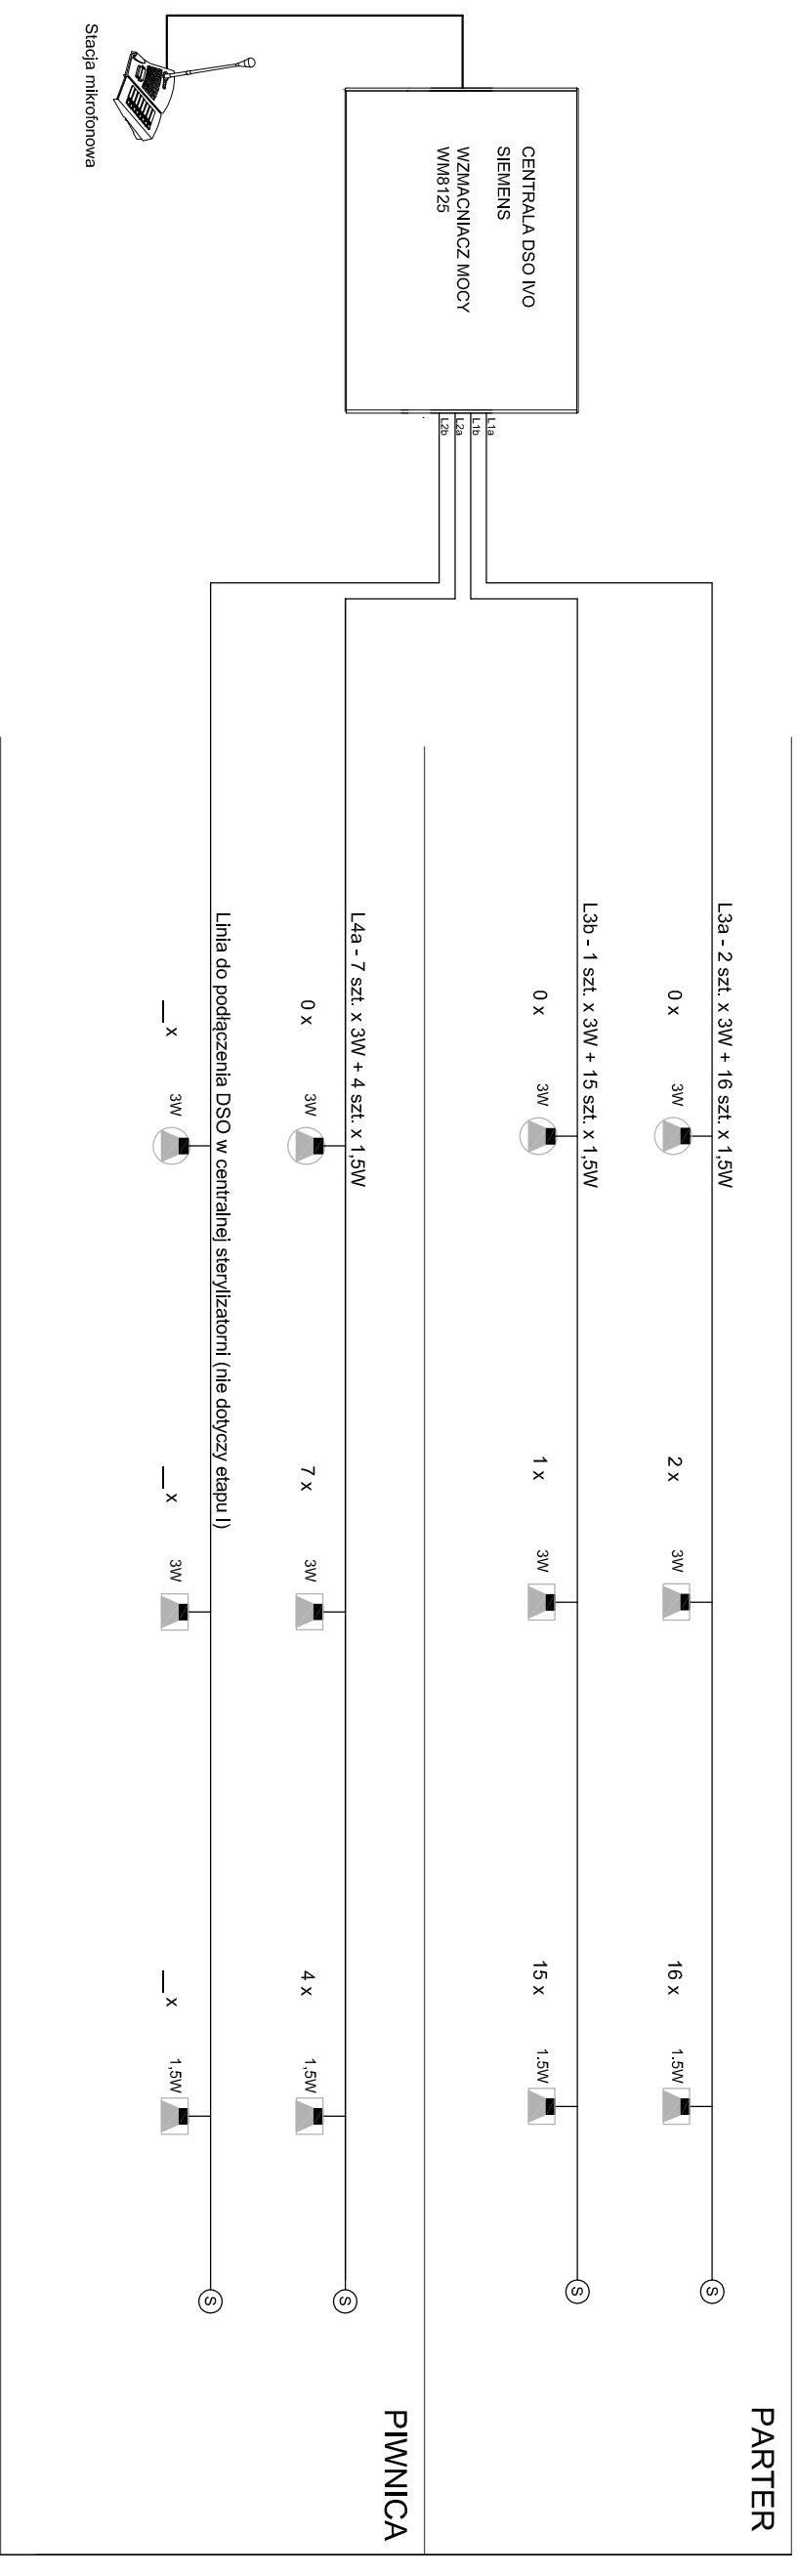 PARTER
L3a - 2 szt. x 3W + 16 szt. x 1,5W
0 x
3W
2 x
3W
16 x
1.5W
S
L3b - 1 szt. x 3W + 15 szt. x 1,5W
0 x
3W
1 x
3W
15 x
1.5W
S
CENTRALA DSO IVO
SIEMENS
WZMACNIACZ MOCY
WM8125
L1a
L1b
L2a
L2b
PIWNICA
L4a - 7 szt. x 3W + 4 szt. x 1,5W
0 x
3W
7 x
3W
4 x
1,5W
S
Linia do podłączenia DSO w centralnej sterylizatorni (nie dotyczy etapu I)
__ x
3W
__ x
3W
__ x
1,5W
S
Stacja mikrofonowa